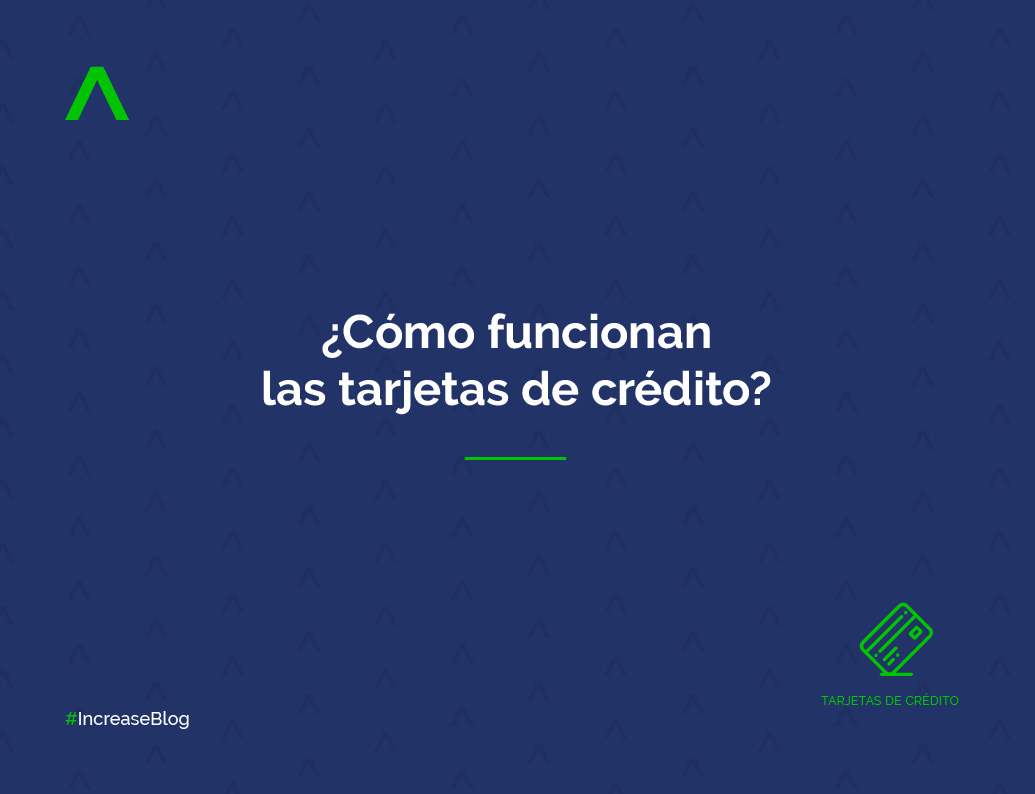 ¿Cómo funcionan
las tarjetas de crédito?
TARJETAS DE CRÉDITO
#IncreaseBlog